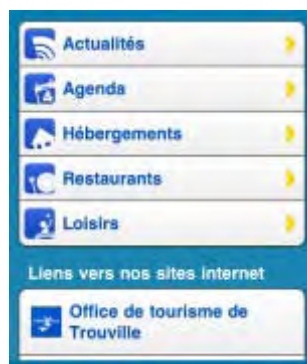 Actualités
Agenda
Hébergements
Restaurants
Loisirs
Liens vers nos sites internet
Office de tourisme de
Trouville